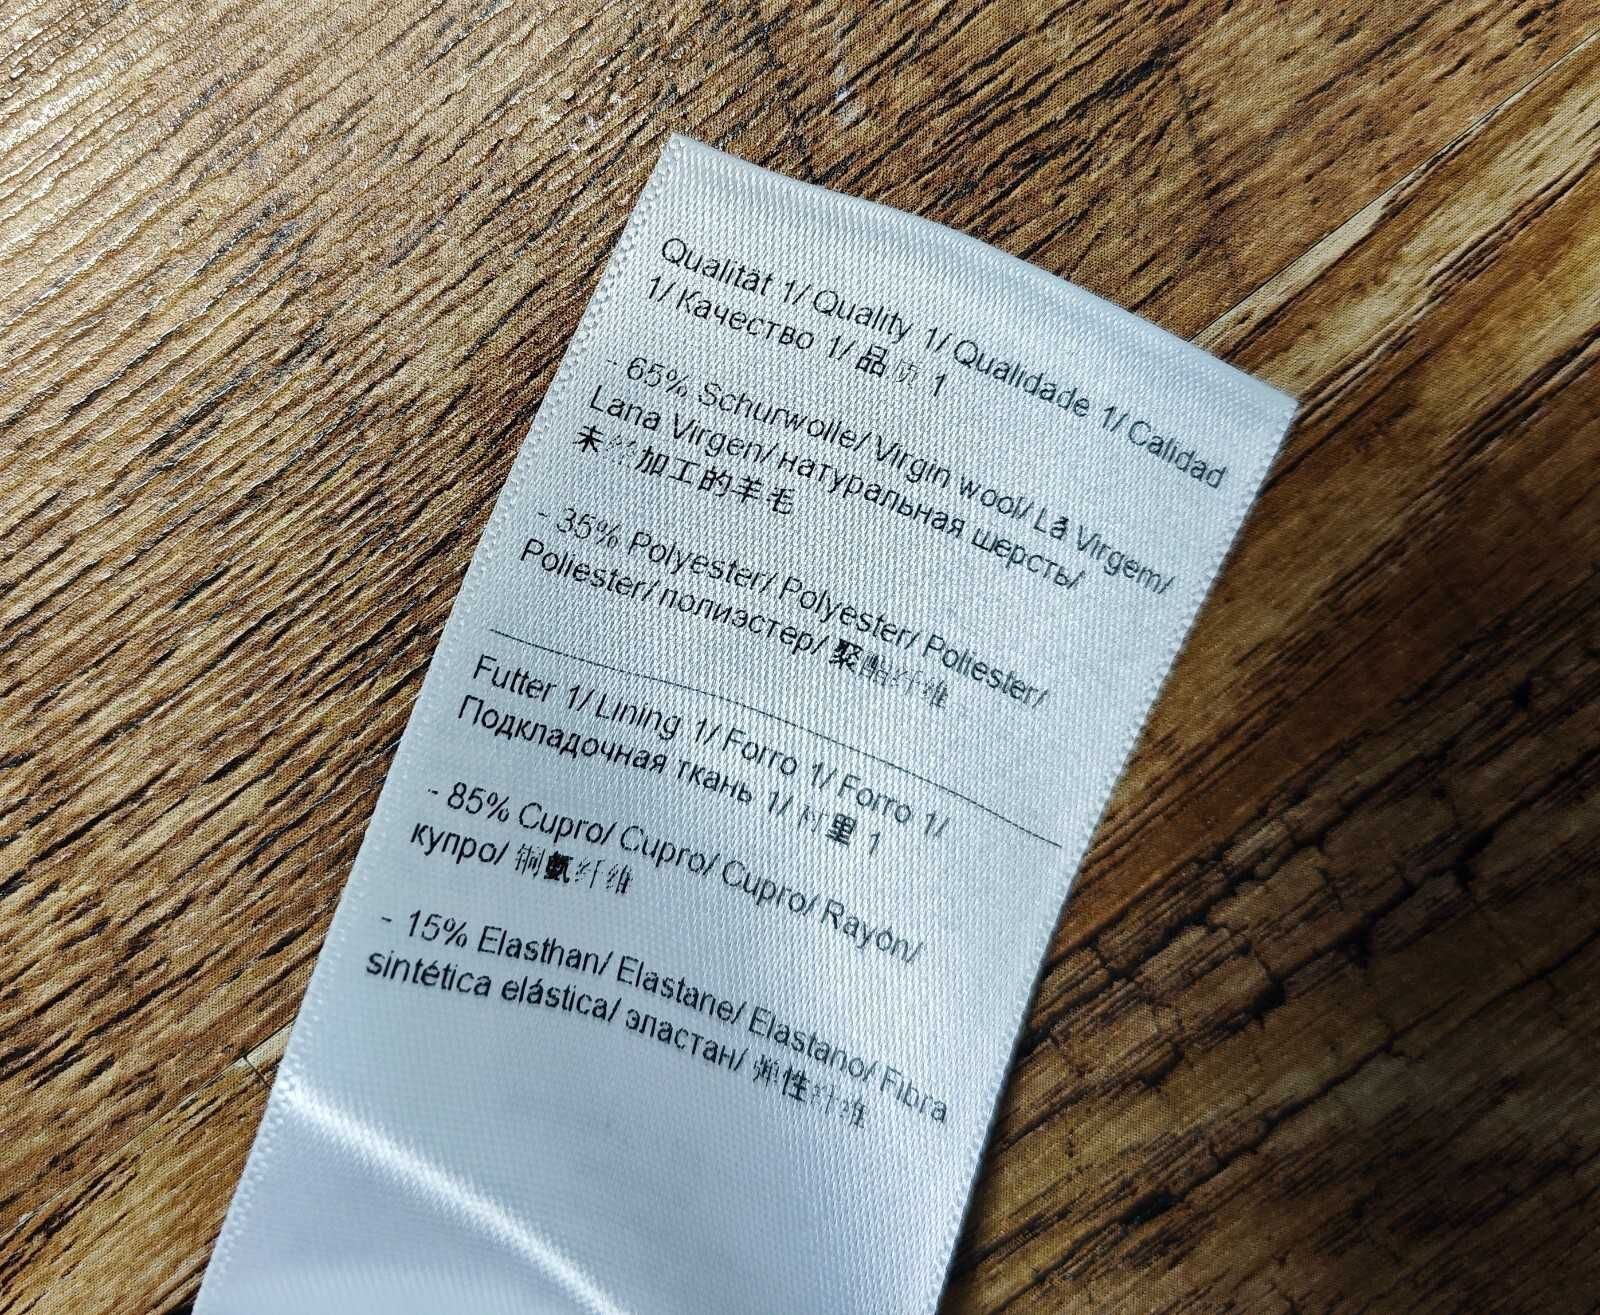 Qualität 1/ Quality 1/ Qualidade 1/ Calidad
1/ Качество 1/ 品质 1
- 65% Schurwolle/ Virgin wool/ Lã Virgem/
Lana Virgen/ натуральная шерсть/
未经加工的羊毛
- 35% Polyester/ Polyester/ Poliester/
Poliester/ полиэстер/ 聚酯纤维
Futter 1/ Lining 1/ Forro 1/ Forro 1/
Подкладочная ткань 1/ 衬里 1
- 85% Cupro/ Cupro/ Cupro/ Rayón/
купро/ 铜氨纤维
- 15% Elasthan/ Elastane/ Elastano/ Fibra
sintética elástica/ эластан/ 弹性纤维